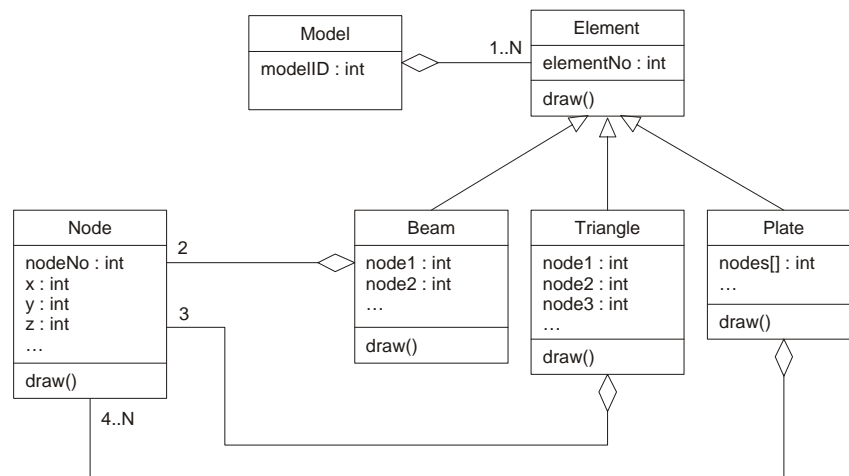 Model
modelID : int
1..N
Element
elementNo : int
draw()
Node
nodeNo : int
x : int
y : int
z : int
…
draw()
2
3
4..N
Beam
node1 : int
node2 : int
…
draw()
Triangle
node1 : int
node2 : int
node3 : int
…
draw()
Plate
nodes[] : int
…
draw()